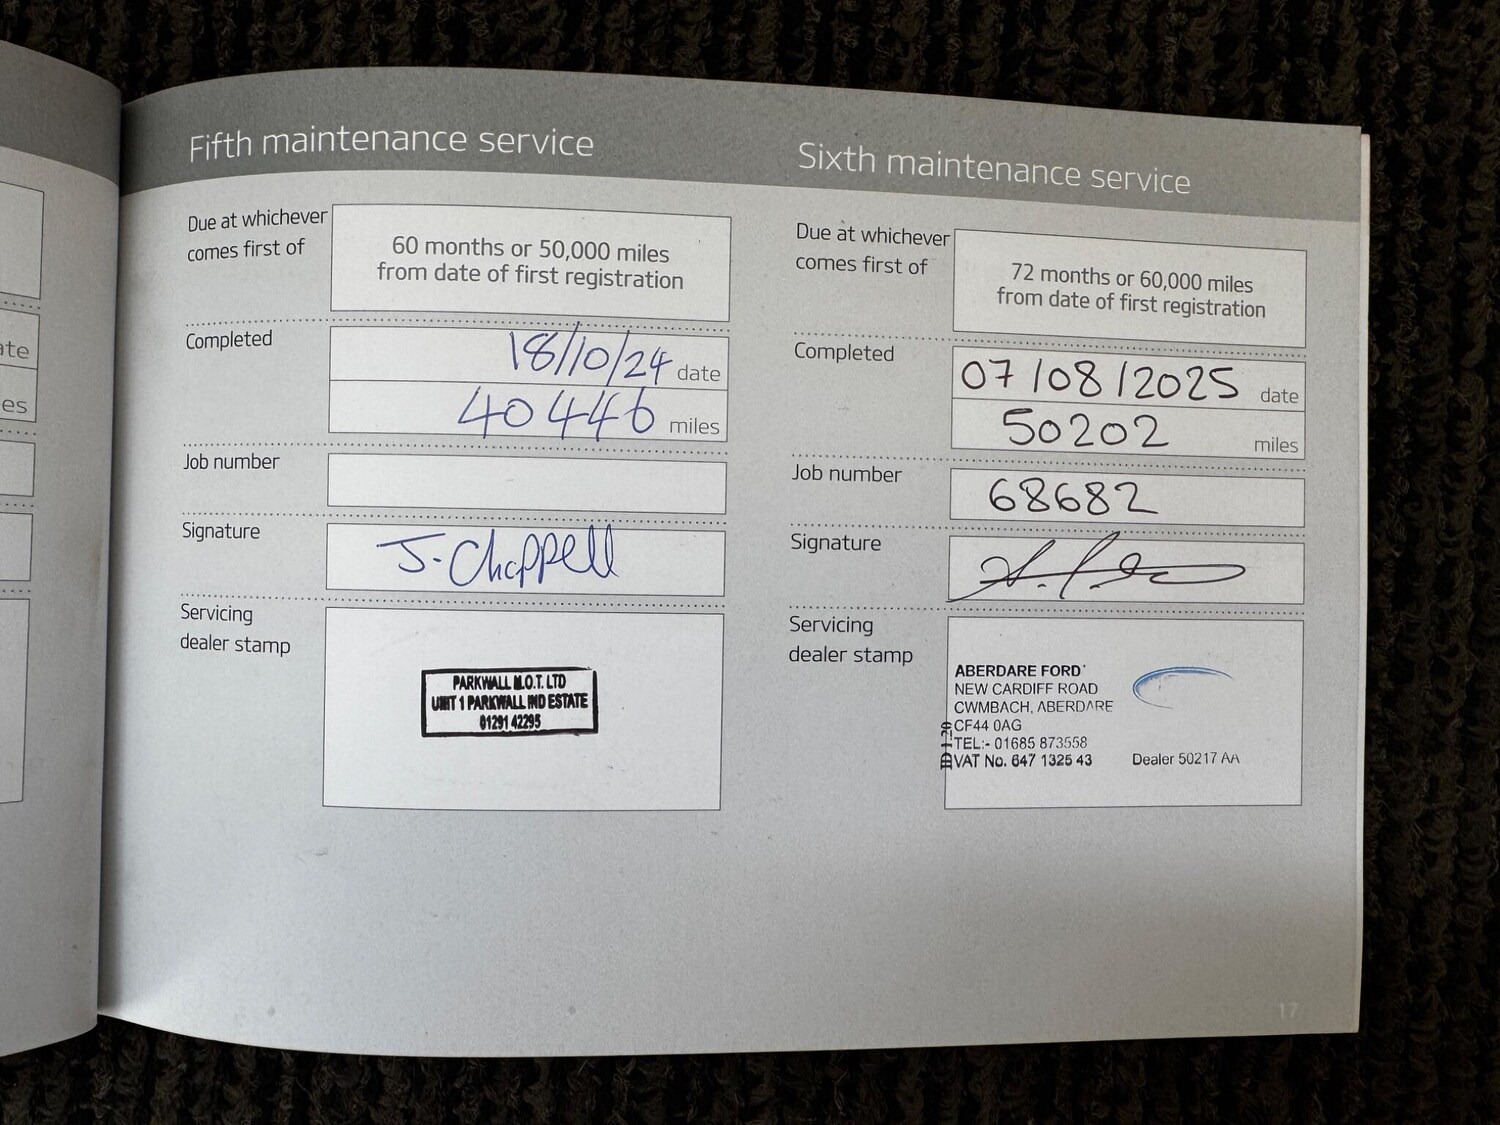 ate
es
Fifth maintenance service
Due at whichever
comes first of
60 months or 50,000 miles
from date of first registration
Completed
18/10/24 date
40446 miles
Job number
Signature
J. Chappell
Servicing
dealer stamp
PARKWALL M.O.T. LTD
UNIT 1 PARKWALL IND ESTATE
01291 42295
Sixth maintenance service
Due at whichever
comes first of
72 months or 60,000 miles
from date of first registration
Completed
07/08/2025 date
50202 miles
Job number
68682
Signature
Servicing
dealer stamp
ABERDARE FORD
NEW CARDIFF ROAD
CWMBACH, ABERDARE
CF44 0AG
TEL:- 01685 873558
VAT No. 647 1325 43 Dealer 50217 AA
17